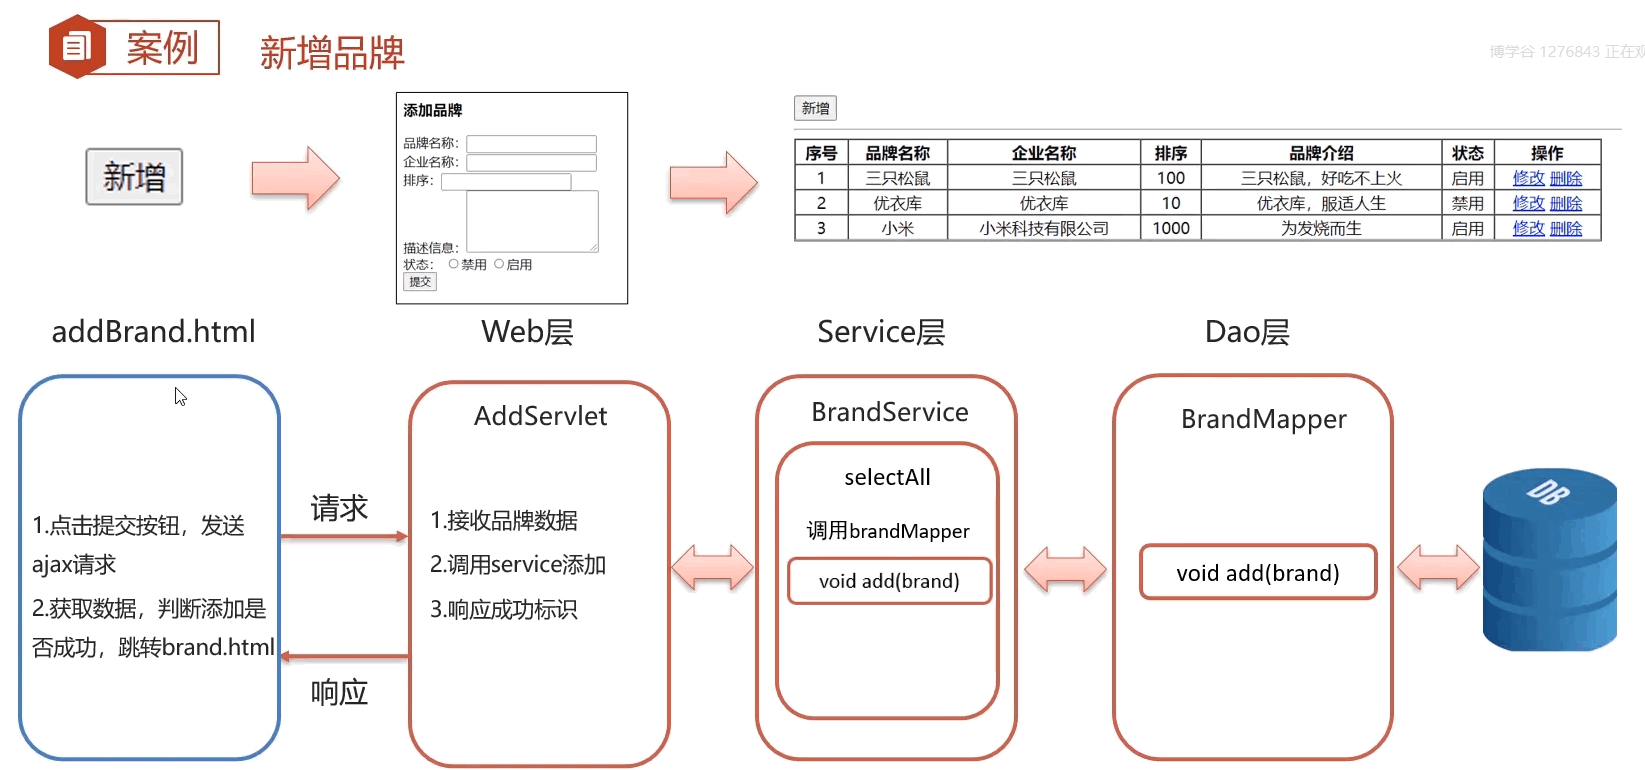 案例
新增品牌
博学谷 1276843 正在观
新增
添加品牌
品牌名称：
企业名称：
排序：
描述信息：
状态： 禁用 启用
提交
新增
序号 品牌名称 企业名称 排序 品牌介绍 状态 操作
1 三只松鼠 三只松鼠 100 三只松鼠，好吃不上火 启用 修改 删除
2 优衣库 优衣库 10 优衣库，服适人生 禁用 修改 删除
3 小米 小米科技有限公司 1000 为发烧而生 启用 修改 删除
addBrand.html
1.点击提交按钮，发送
ajax请求
2.获取数据，判断添加是
否成功，跳转brand.html
请求
响应
Web层
AddServlet
1.接收品牌数据
2.调用service添加
3.响应成功标识
Service层
BrandService
selectAll
调用brandMapper
void add(brand)
Dao层
BrandMapper
void add(brand)
DB